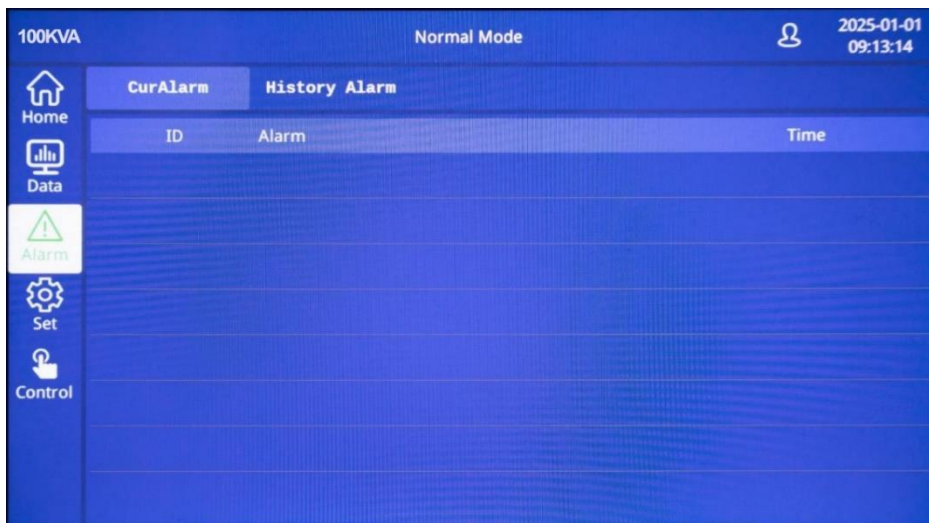 100KVA
Normal Mode
2025-01-01
09:13:14
Home
CurAlarm
History Alarm
ID
Alarm
Time
Data
Alarm
Set
Control